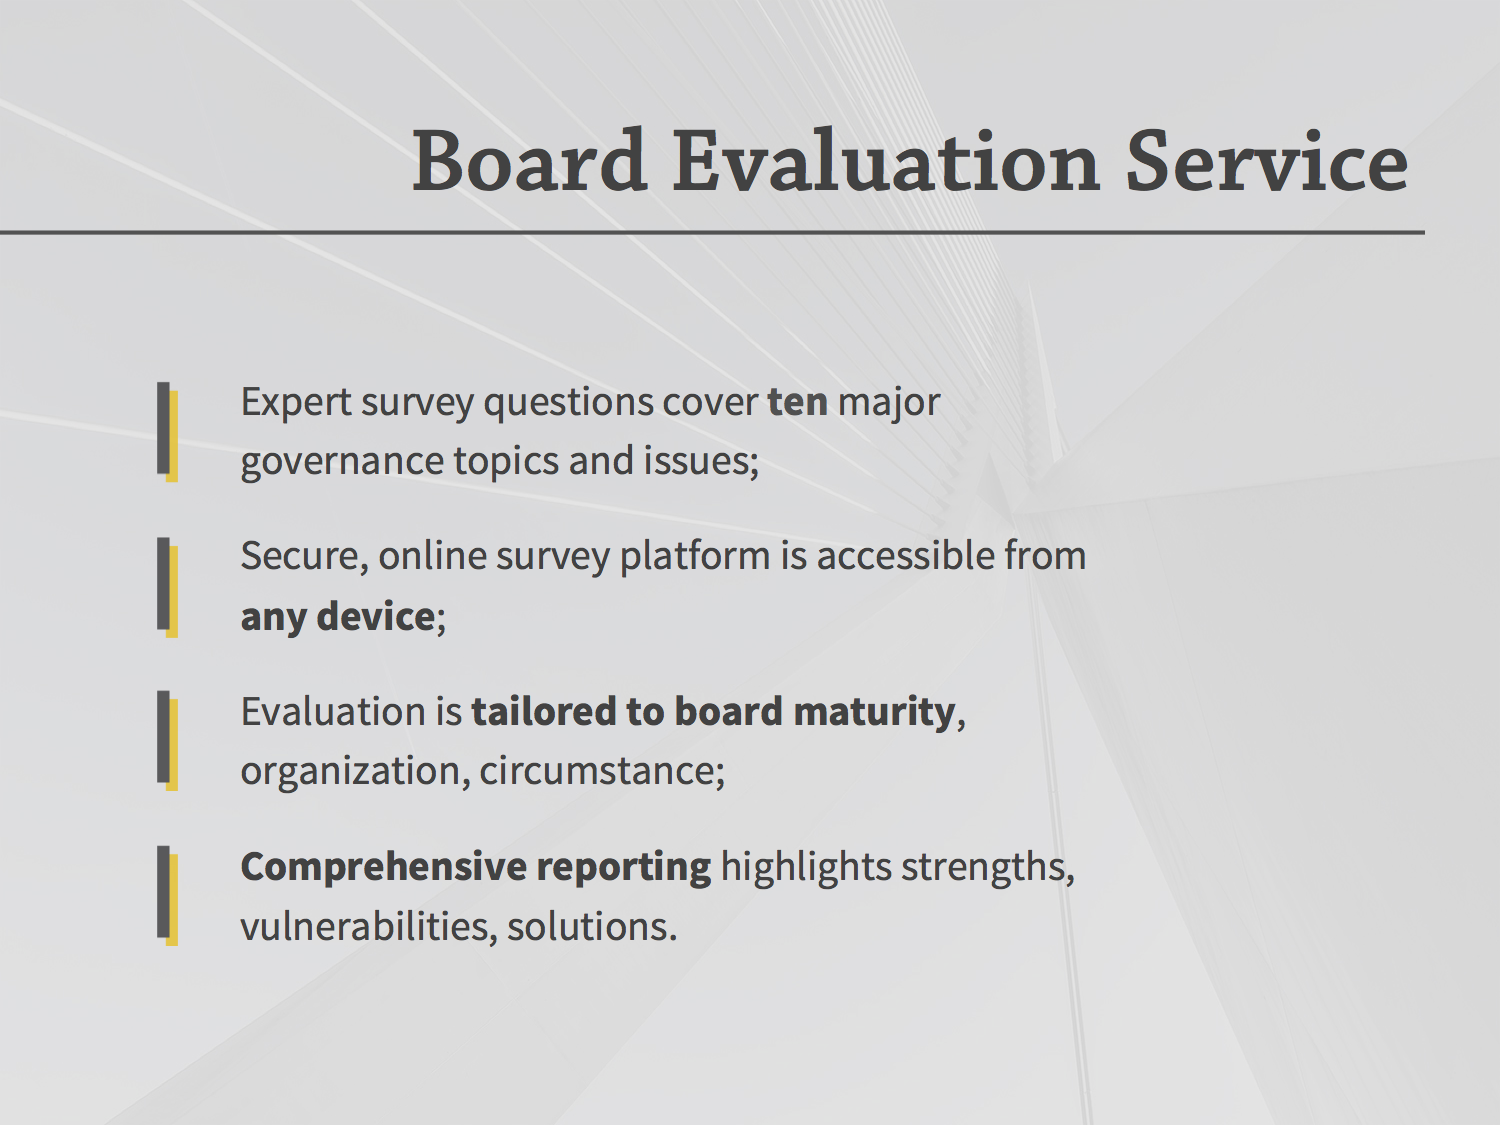 Board Evaluation Service
Expert survey questions cover ten major
governance topics and issues;
Secure, online survey platform is accessible from
any device;
Evaluation is tailored to board maturity,
organization, circumstance;
Comprehensive reporting highlights strengths,
vulnerabilities, solutions.